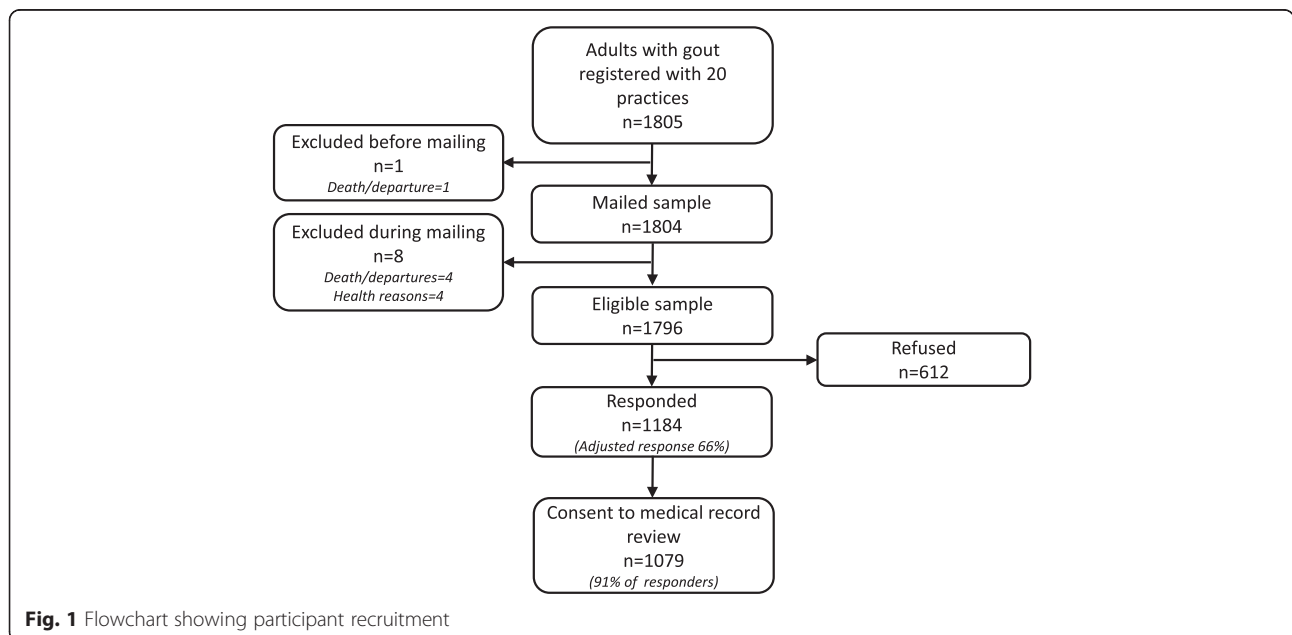 Adults with gout
registered with 20
practices
n=1805
Excluded before mailing
n=1
Death/departure=1
Mailed sample
n=1804
Excluded during mailing
n=8
Death/departures=4
Health reasons=4
Eligible sample
n=1796
Refused
n=612
Responded
n=1184
(Adjusted response 66%)
Consent to medical record
review
n=1079
(91% of responders)
Fig. 1 Flowchart showing participant recruitment